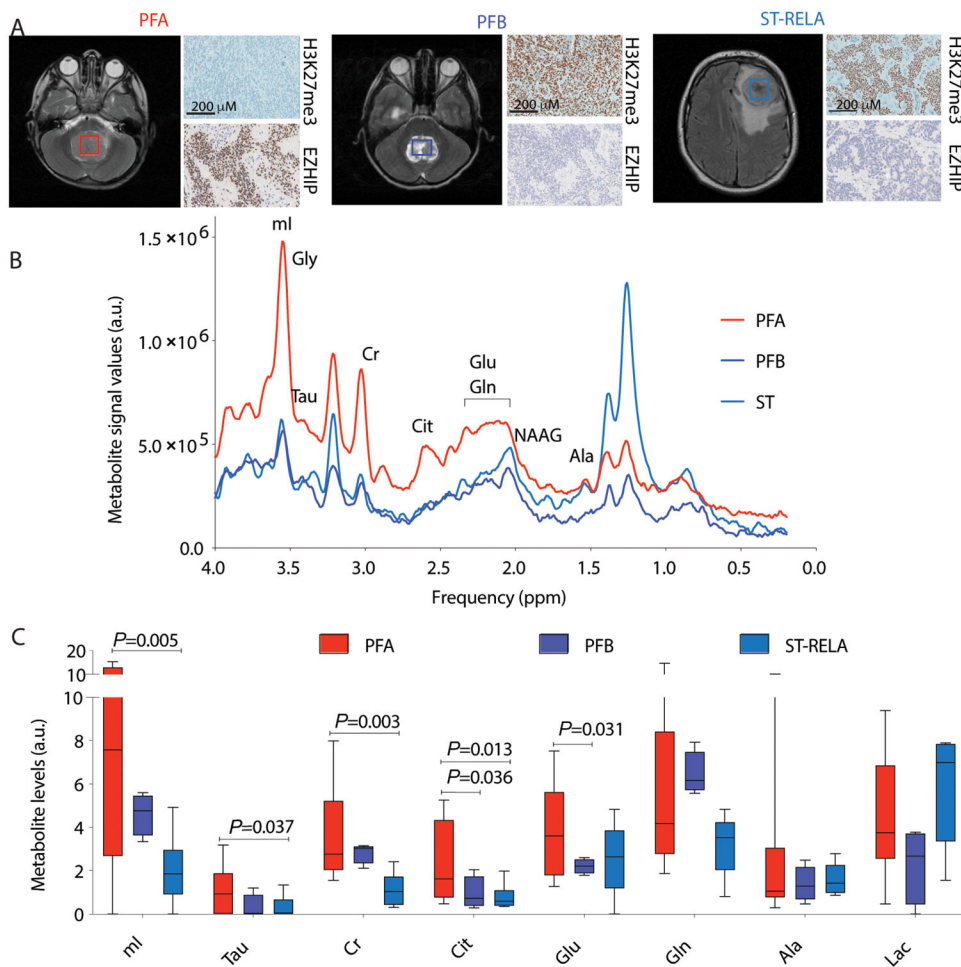 A
PFA
PFB
ST-RELA
200 µM
H3K27me3
EZHIP
200 µM
H3K27me3
EZHIP
200 µM
H3K27me3
EZHIP
B
Metabolite signal values (a.u.)
1.5 ×10⁶
1.0 ×10⁶
5.0 ×10⁵
0.0
mI
Gly
Tau
Cr
Cit
Glu
Gln
NAAG
Ala
PFA
PFB
ST
4.0 3.5 3.0 2.5 2.0 1.5 1.0 0.5 0.0
Frequency (ppm)
C
PFA PFB ST-RELA
Metabolite levels (a.u.)
20
10
10
8
6
4
2
0
P=0.005
P=0.037
P=0.003
P=0.013
P=0.036
P=0.031
mI Tau Cr Cit Glu Gln Ala Lac